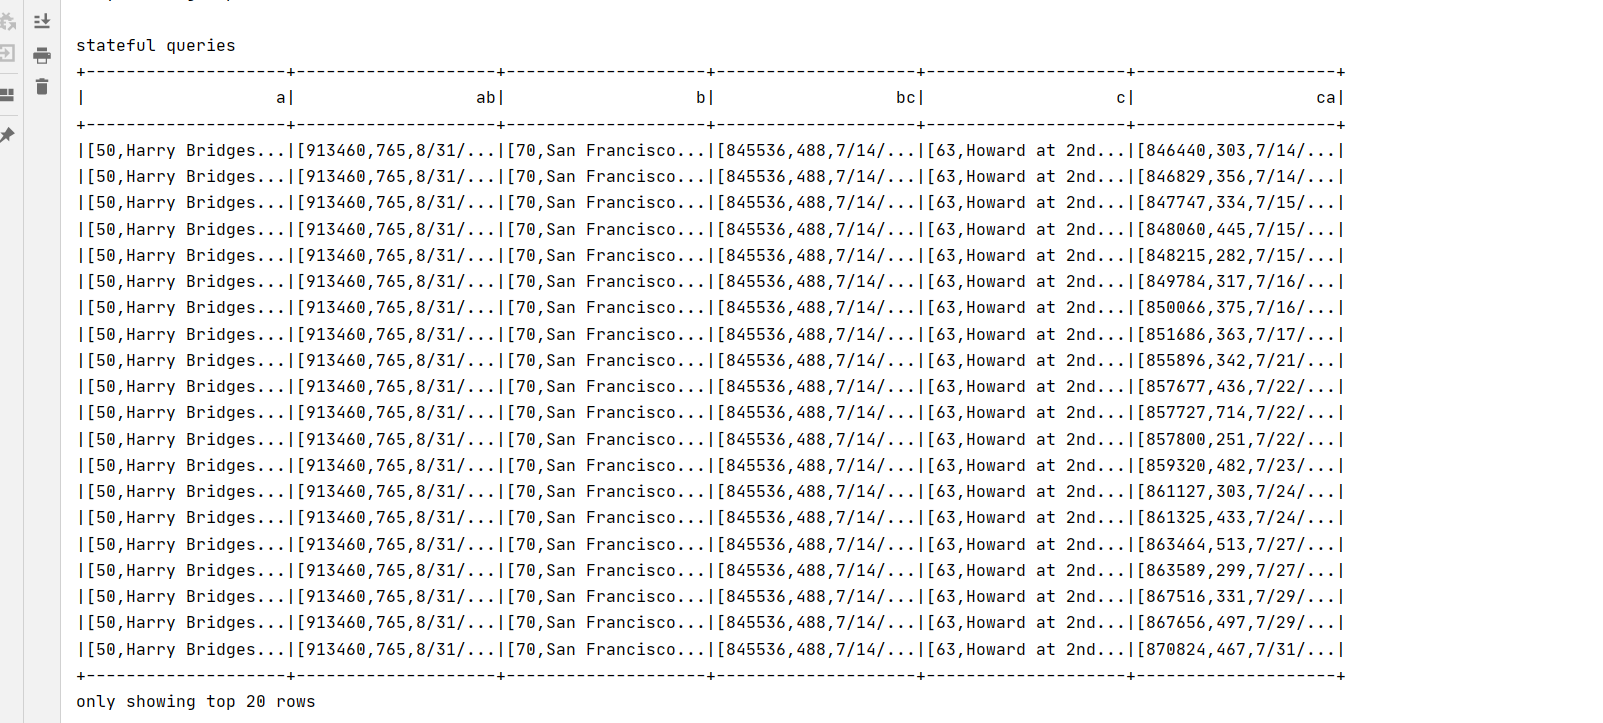 stateful queries
+--------------------+--------------------+--------------------+--------------------+--------------------+--------------------+
|                   a|                  ab|                   b|                  bc|                   c|                  ca|
+--------------------+--------------------+--------------------+--------------------+--------------------+--------------------+
|[50,Harry Bridges...|[913460,765,8/31/...|[70,San Francisco...|[845536,488,7/14/...|[63,Howard at 2nd...|[846440,303,7/14/...|
|[50,Harry Bridges...|[913460,765,8/31/...|[70,San Francisco...|[845536,488,7/14/...|[63,Howard at 2nd...|[846829,356,7/14/...|
|[50,Harry Bridges...|[913460,765,8/31/...|[70,San Francisco...|[845536,488,7/14/...|[63,Howard at 2nd...|[847747,334,7/15/...|
|[50,Harry Bridges...|[913460,765,8/31/...|[70,San Francisco...|[845536,488,7/14/...|[63,Howard at 2nd...|[848060,445,7/15/...|
|[50,Harry Bridges...|[913460,765,8/31/...|[70,San Francisco...|[845536,488,7/14/...|[63,Howard at 2nd...|[848215,282,7/15/...|
|[50,Harry Bridges...|[913460,765,8/31/...|[70,San Francisco...|[845536,488,7/14/...|[63,Howard at 2nd...|[849784,317,7/16/...|
|[50,Harry Bridges...|[913460,765,8/31/...|[70,San Francisco...|[845536,488,7/14/...|[63,Howard at 2nd...|[850066,375,7/16/...|
|[50,Harry Bridges...|[913460,765,8/31/...|[70,San Francisco...|[845536,488,7/14/...|[63,Howard at 2nd...|[851686,363,7/17/...|
|[50,Harry Bridges...|[913460,765,8/31/...|[70,San Francisco...|[845536,488,7/14/...|[63,Howard at 2nd...|[855896,342,7/21/...|
|[50,Harry Bridges...|[913460,765,8/31/...|[70,San Francisco...|[845536,488,7/14/...|[63,Howard at 2nd...|[857677,436,7/22/...|
|[50,Harry Bridges...|[913460,765,8/31/...|[70,San Francisco...|[845536,488,7/14/...|[63,Howard at 2nd...|[857727,714,7/22/...|
|[50,Harry Bridges...|[913460,765,8/31/...|[70,San Francisco...|[845536,488,7/14/...|[63,Howard at 2nd...|[857800,251,7/22/...|
|[50,Harry Bridges...|[913460,765,8/31/...|[70,San Francisco...|[845536,488,7/14/...|[63,Howard at 2nd...|[859320,482,7/23/...|
|[50,Harry Bridges...|[913460,765,8/31/...|[70,San Francisco...|[845536,488,7/14/...|[63,Howard at 2nd...|[861127,303,7/24/...|
|[50,Harry Bridges...|[913460,765,8/31/...|[70,San Francisco...|[845536,488,7/14/...|[63,Howard at 2nd...|[861325,433,7/24/...|
|[50,Harry Bridges...|[913460,765,8/31/...|[70,San Francisco...|[845536,488,7/14/...|[63,Howard at 2nd...|[863464,513,7/27/...|
|[50,Harry Bridges...|[913460,765,8/31/...|[70,San Francisco...|[845536,488,7/14/...|[63,Howard at 2nd...|[863589,299,7/27/...|
|[50,Harry Bridges...|[913460,765,8/31/...|[70,San Francisco...|[845536,488,7/14/...|[63,Howard at 2nd...|[867516,331,7/29/...|
|[50,Harry Bridges...|[913460,765,8/31/...|[70,San Francisco...|[845536,488,7/14/...|[63,Howard at 2nd...|[867656,497,7/29/...|
|[50,Harry Bridges...|[913460,765,8/31/...|[70,San Francisco...|[845536,488,7/14/...|[63,Howard at 2nd...|[870824,467,7/31/...|
+--------------------+--------------------+--------------------+--------------------+--------------------+--------------------+
only showing top 20 rows